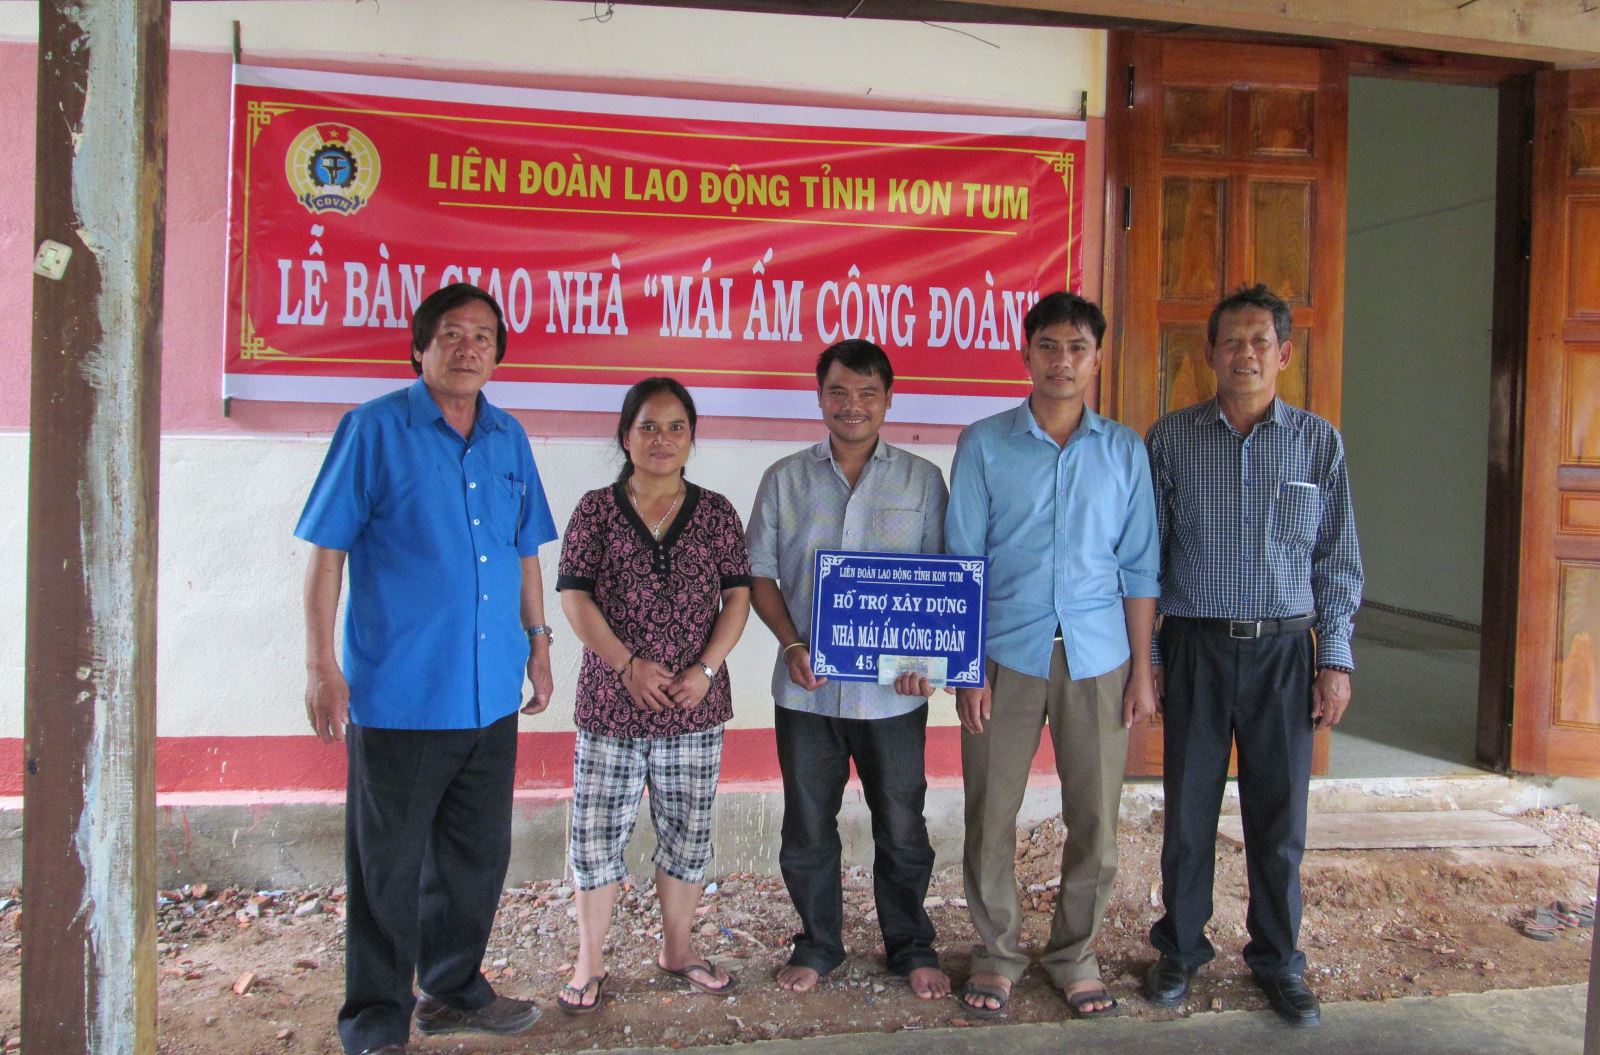 CĐVN
LIÊN ĐOÀN LAO ĐỘNG TỈNH KON TUM
LỄ BÀN GIAO NHÀ "MÁI ẤM CÔNG ĐOÀN"
LIÊN ĐOÀN LAO ĐỘNG TỈNH KON TUM
HỖ TRỢ XÂY DỰNG
NHÀ MÁI ẤM CÔNG ĐOÀN